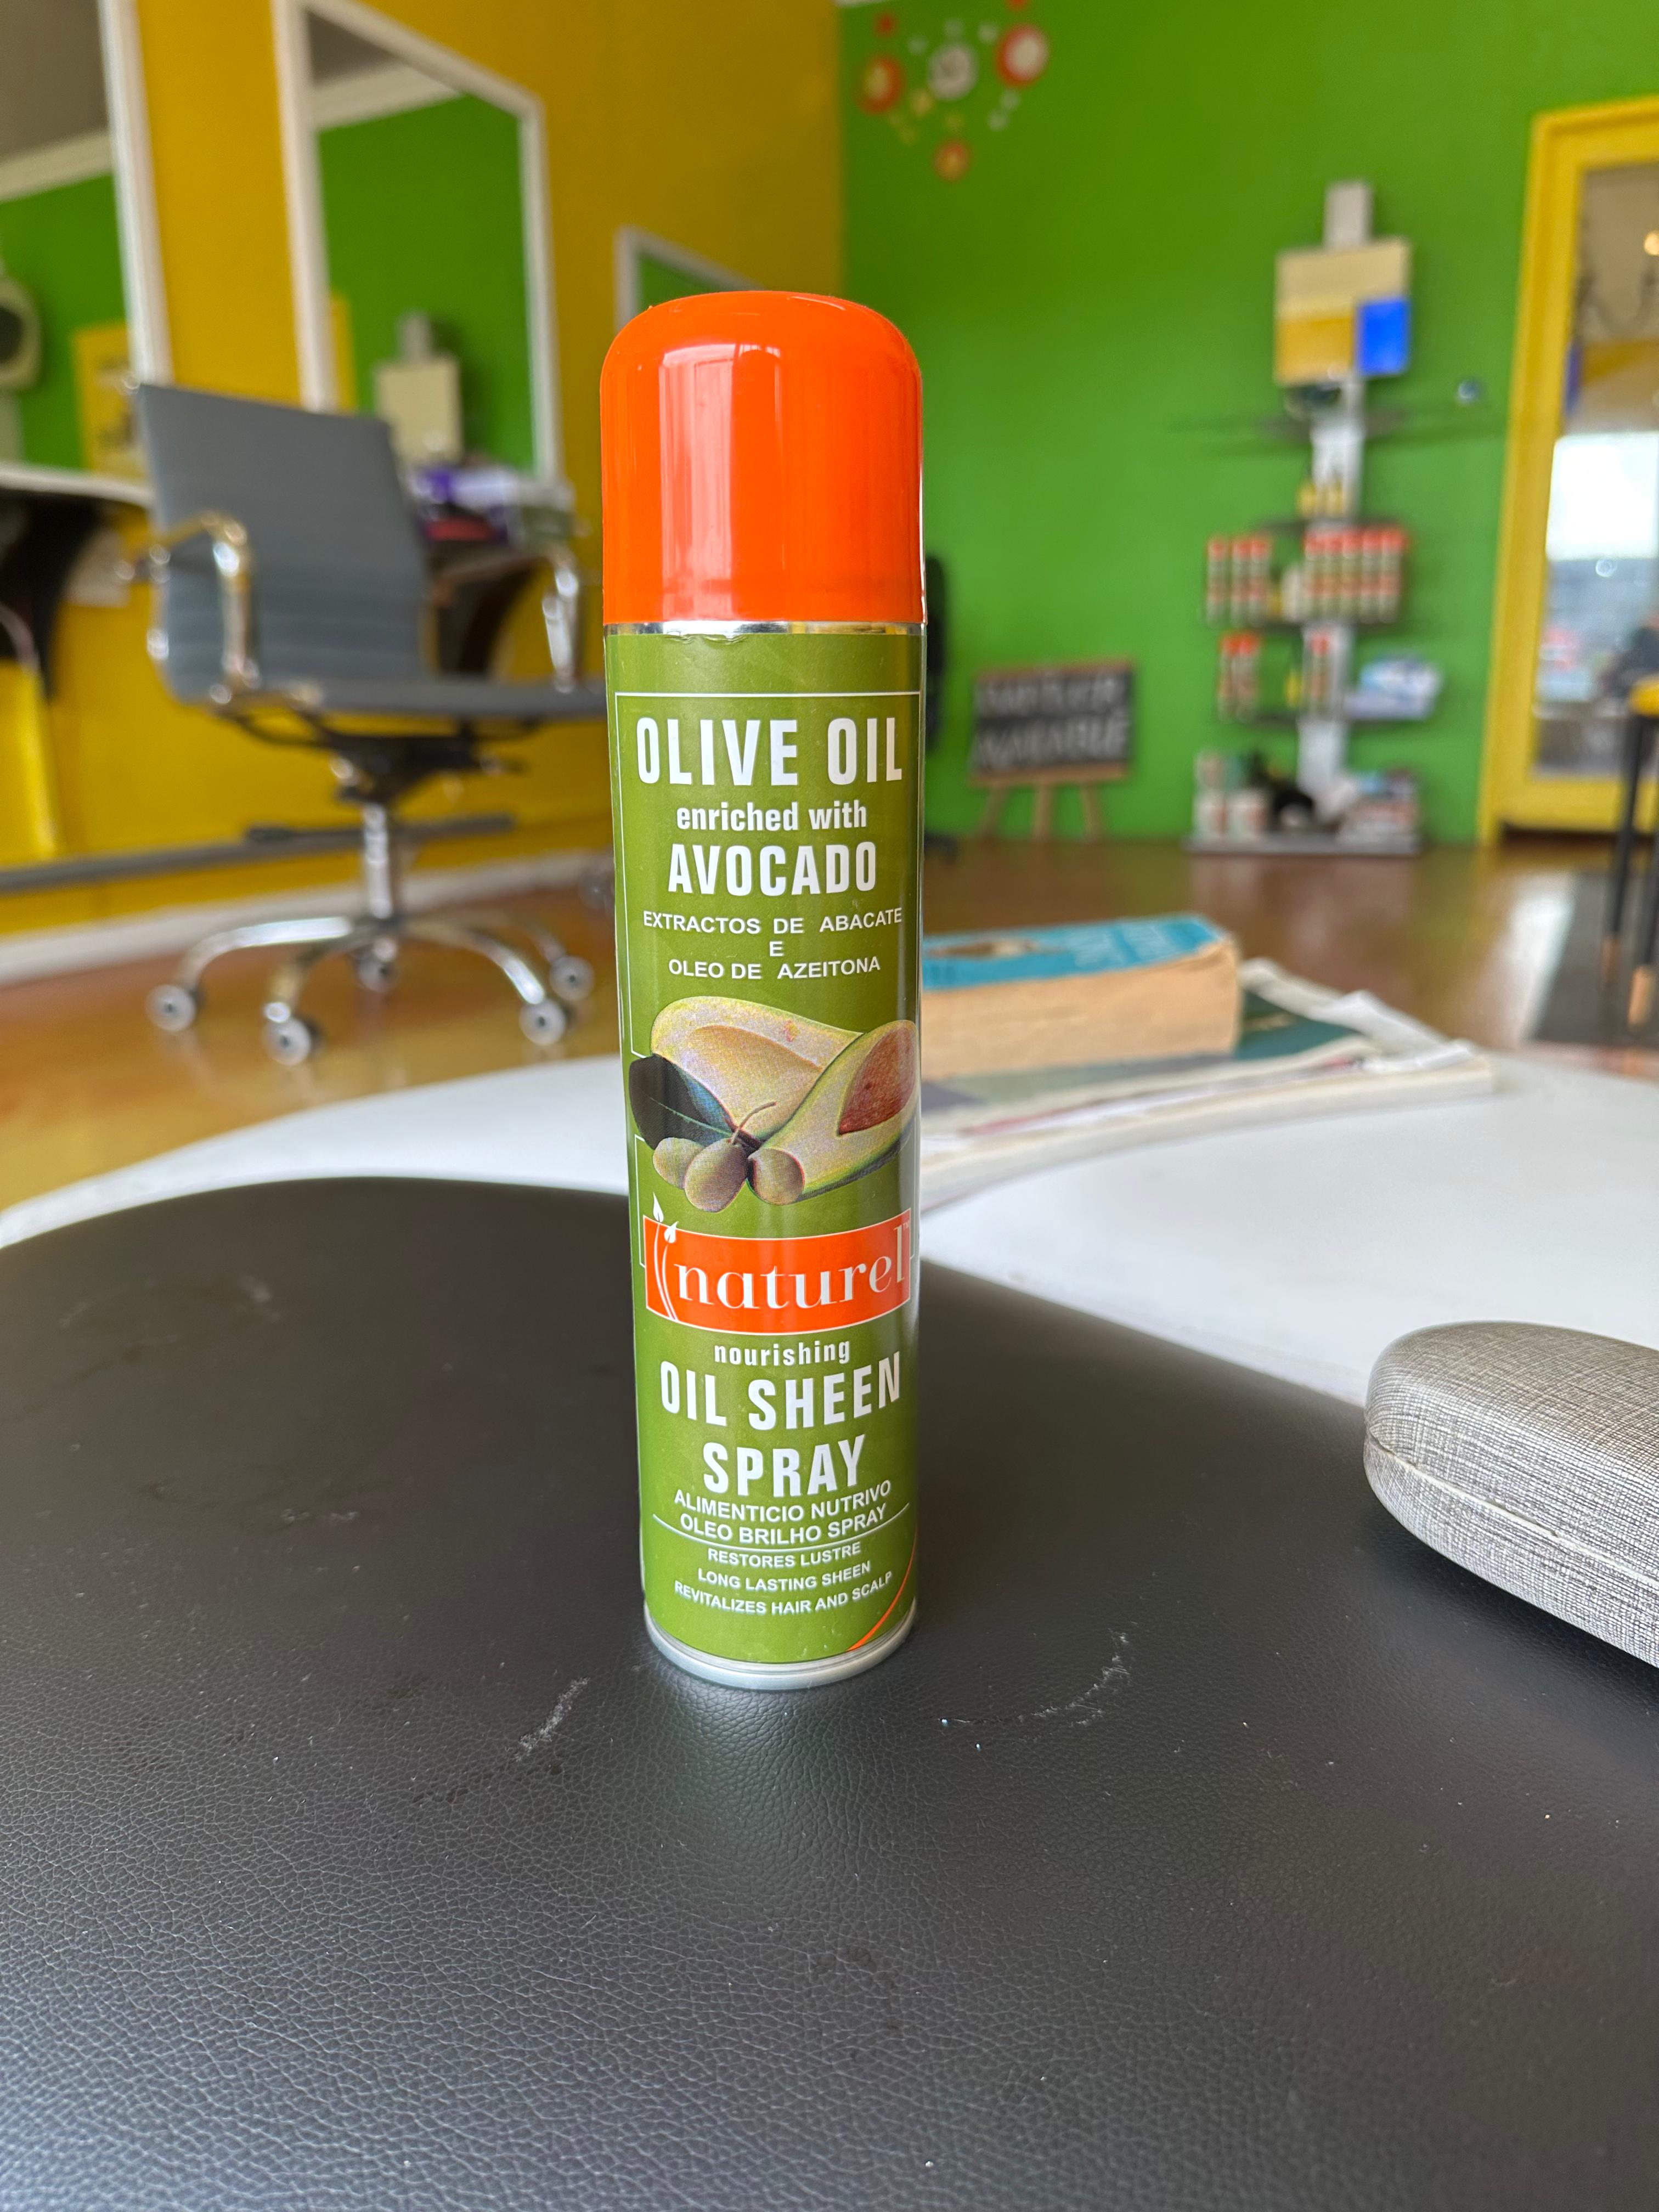 OLIVE OIL
enriched with
AVOCADO
EXTRACTOS DE ABACATE
E
OLEO DE AZEITONA
naturel™
nourishing
OIL SHEEN
SPRAY
ALIMENTICIO NUTRIVO
OLEO BRILHO SPRAY
RESTORES LUSTRE
LONG LASTING SHEEN
REVITALIZES HAIR AND SCALP